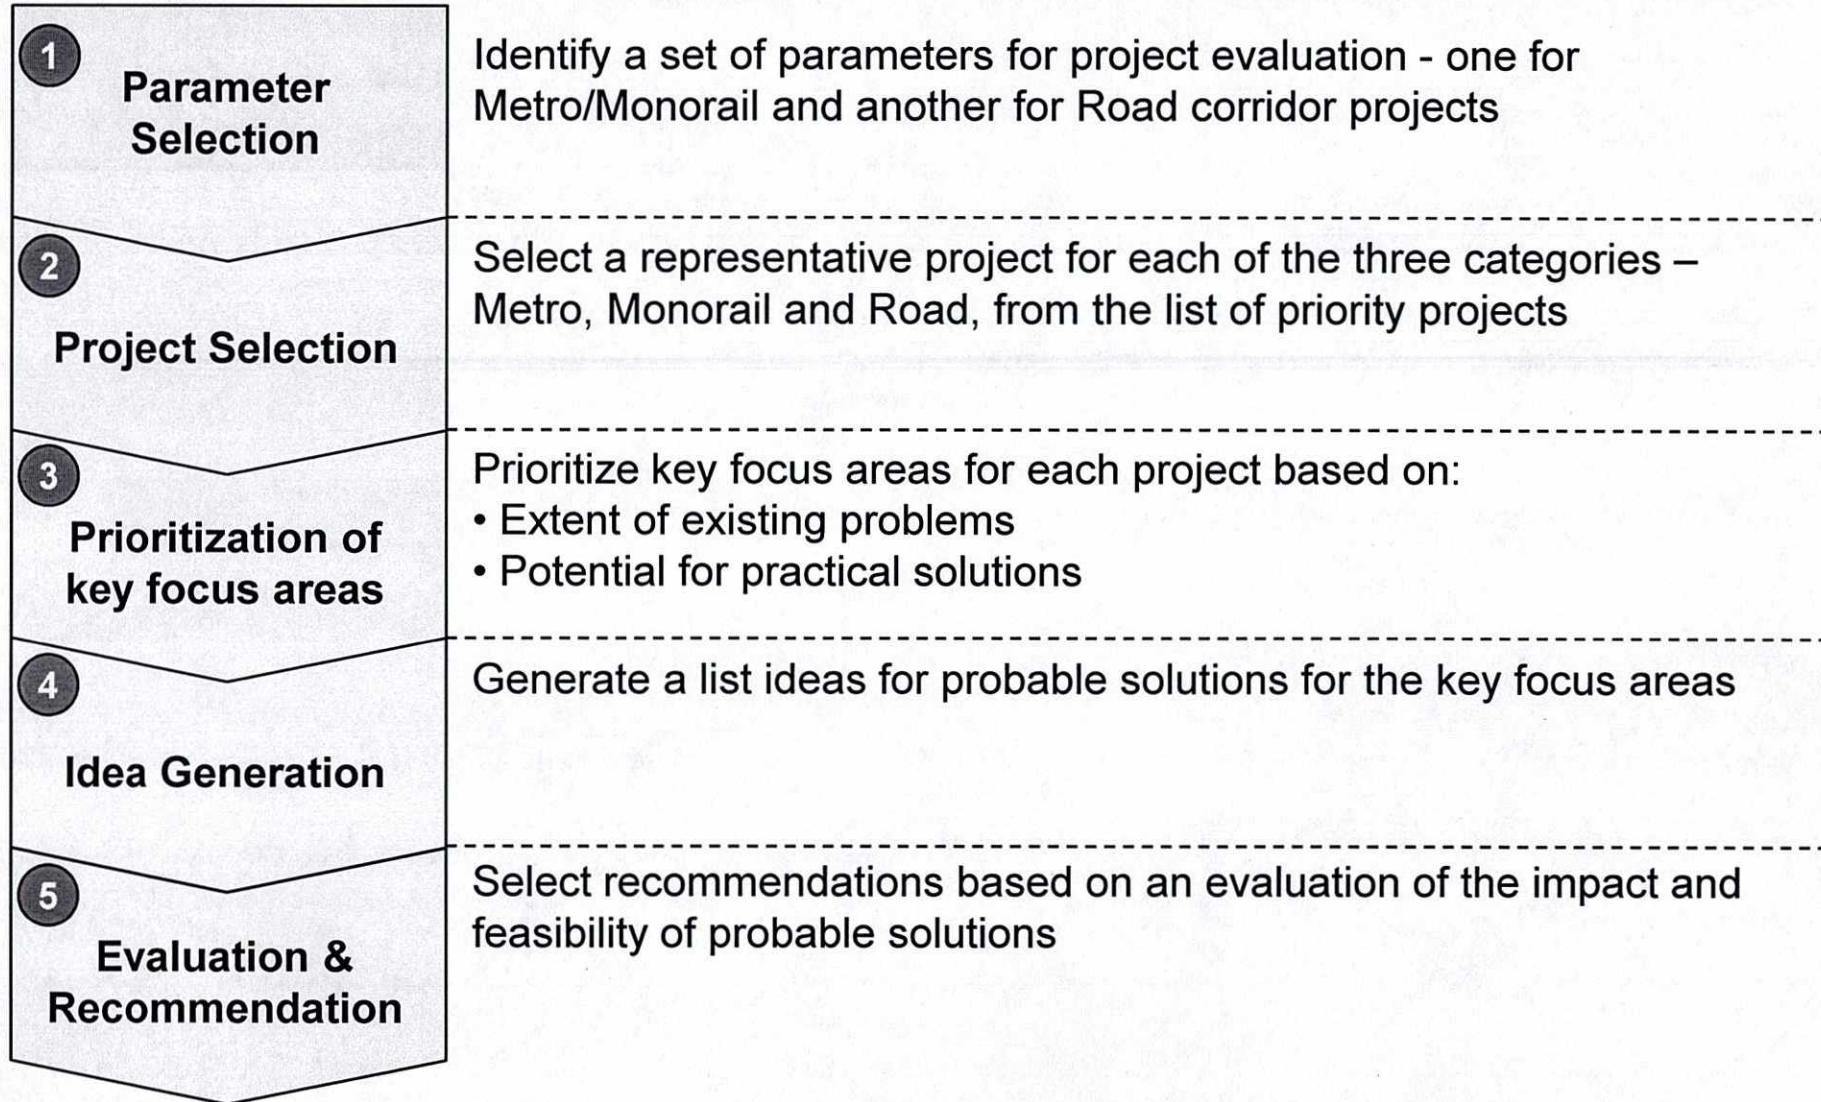 1
Parameter
Selection
Identify a set of parameters for project evaluation - one for
Metro/Monorail and another for Road corridor projects
2
Project Selection
Select a representative project for each of the three categories –
Metro, Monorail and Road, from the list of priority projects
3
Prioritization of
key focus areas
Prioritize key focus areas for each project based on:
• Extent of existing problems
• Potential for practical solutions
4
Idea Generation
Generate a list ideas for probable solutions for the key focus areas
5
Evaluation &
Recommendation
Select recommendations based on an evaluation of the impact and
feasibility of probable solutions